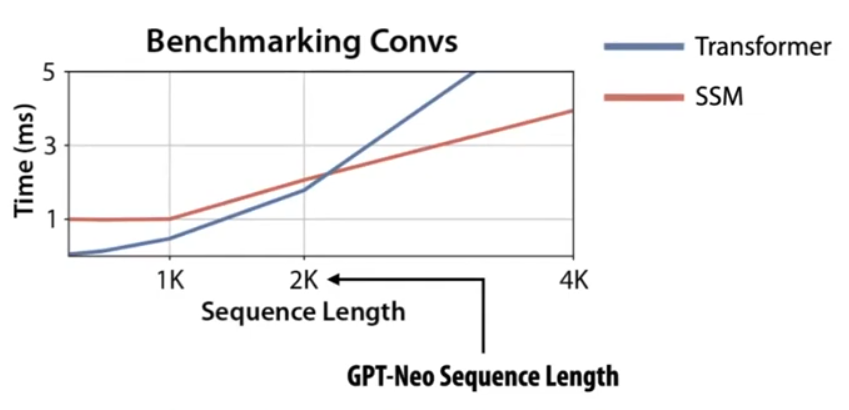 Benchmarking Convs
Transformer
SSM
5
3
1
Time (ms)
1K
2K
4K
Sequence Length
GPT-Neo Sequence Length